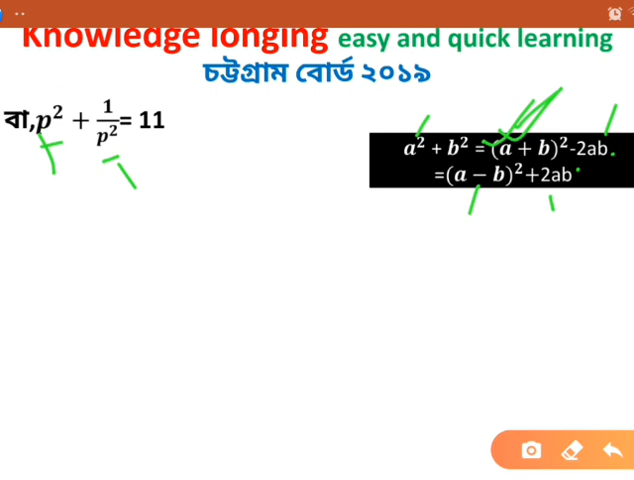 Knowledge longing easy and quick learning
চট্টগ্রাম বোর্ড ২০১৯
বা, p² + 1/p² = 11
a² + b² = (a + b)²-2ab.
=(a − b)²+2ab